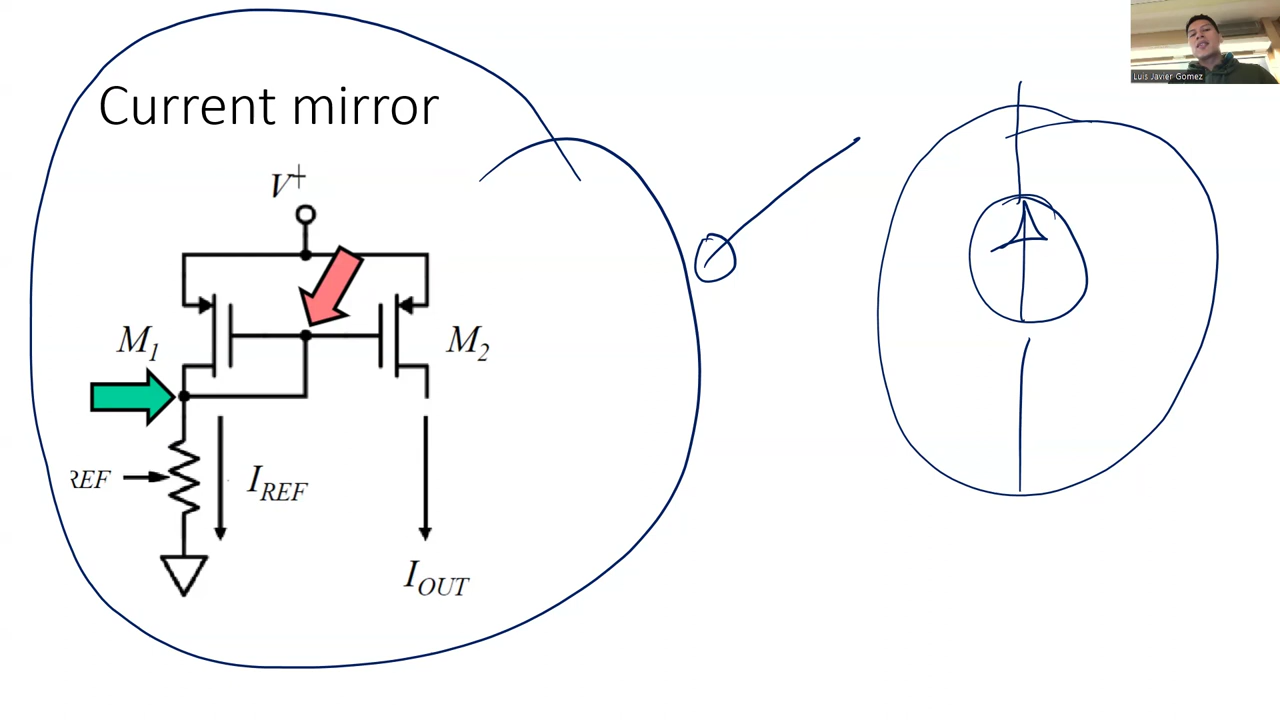 Luis Javier Gomez
Current mirror
V+
M1
M2
REF
IREF
IOUT